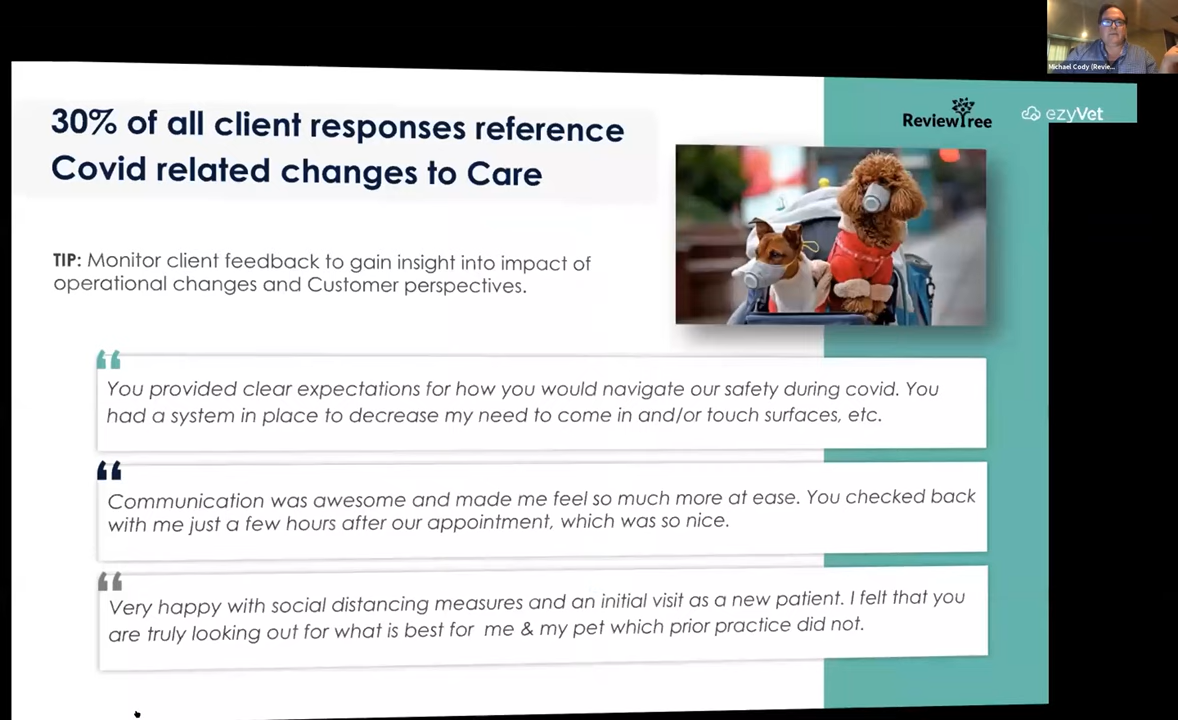 Michael Cody (Revie...
ReviewTree
ezyVet
30% of all client responses reference
Covid related changes to Care
TIP: Monitor client feedback to gain insight into impact of
operational changes and Customer perspectives.
“
You provided clear expectations for how you would navigate our safety during covid. You
had a system in place to decrease my need to come in and/or touch surfaces, etc.
“
Communication was awesome and made me feel so much more at ease. You checked back
with me just a few hours after our appointment, which was so nice.
“
Very happy with social distancing measures and an initial visit as a new patient. I felt that you
are truly looking out for what is best for  me & my pet which prior practice did not.